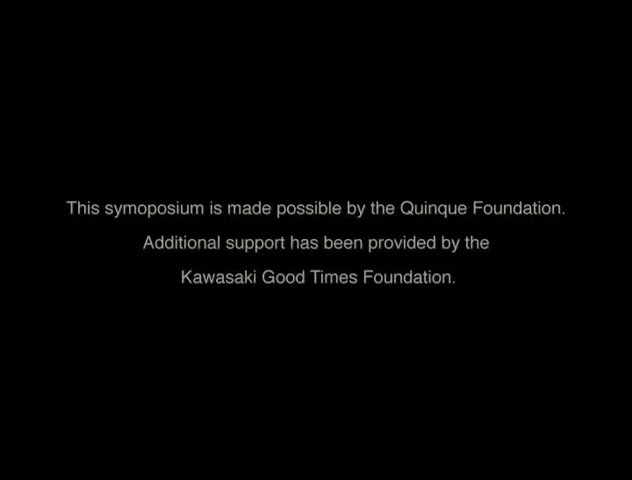 This symoposium is made possible by the Quinque Foundation.
Additional support has been provided by the
Kawasaki Good Times Foundation.